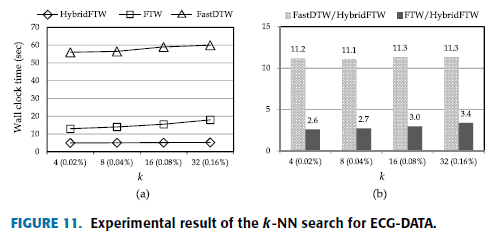 HybridFTW FTW FastDTW
Wall clock time (sec)
70
60
50
40
30
20
10
0
4 (0.02%) 8 (0.04%) 16 (0.08%) 32 (0.16%)
k
(a)
FastDTW/HybridFTW FTW/HybridFTW
15
10
5
0
11.2 11.1 11.3 11.3
2.6 2.7 3.0 3.4
4 (0.02%) 8 (0.04%) 16 (0.08%) 32 (0.16%)
k
(b)
FIGURE 11. Experimental result of the k-NN search for ECG-DATA.